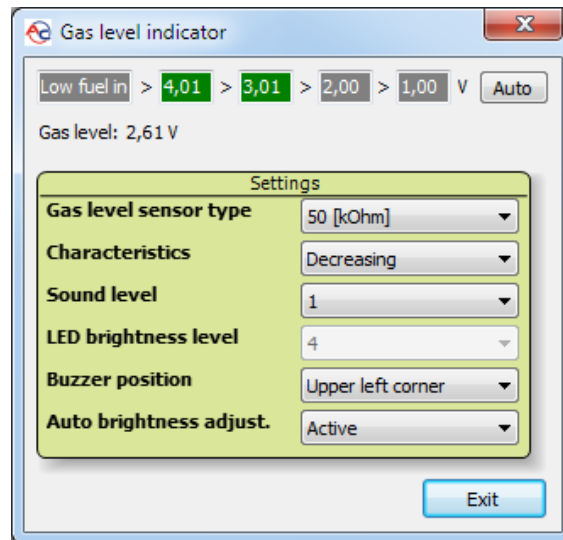 Gas level indicator
Low fuel in > 4,01 > 3,01 > 2,00 > 1,00 V Auto
Gas level: 2,61 V
Settings
Gas level sensor type 50 [kOhm]
Characteristics Decreasing
Sound level 1
LED brightness level 4
Buzzer position Upper left corner
Auto brightness adjust. Active
Exit